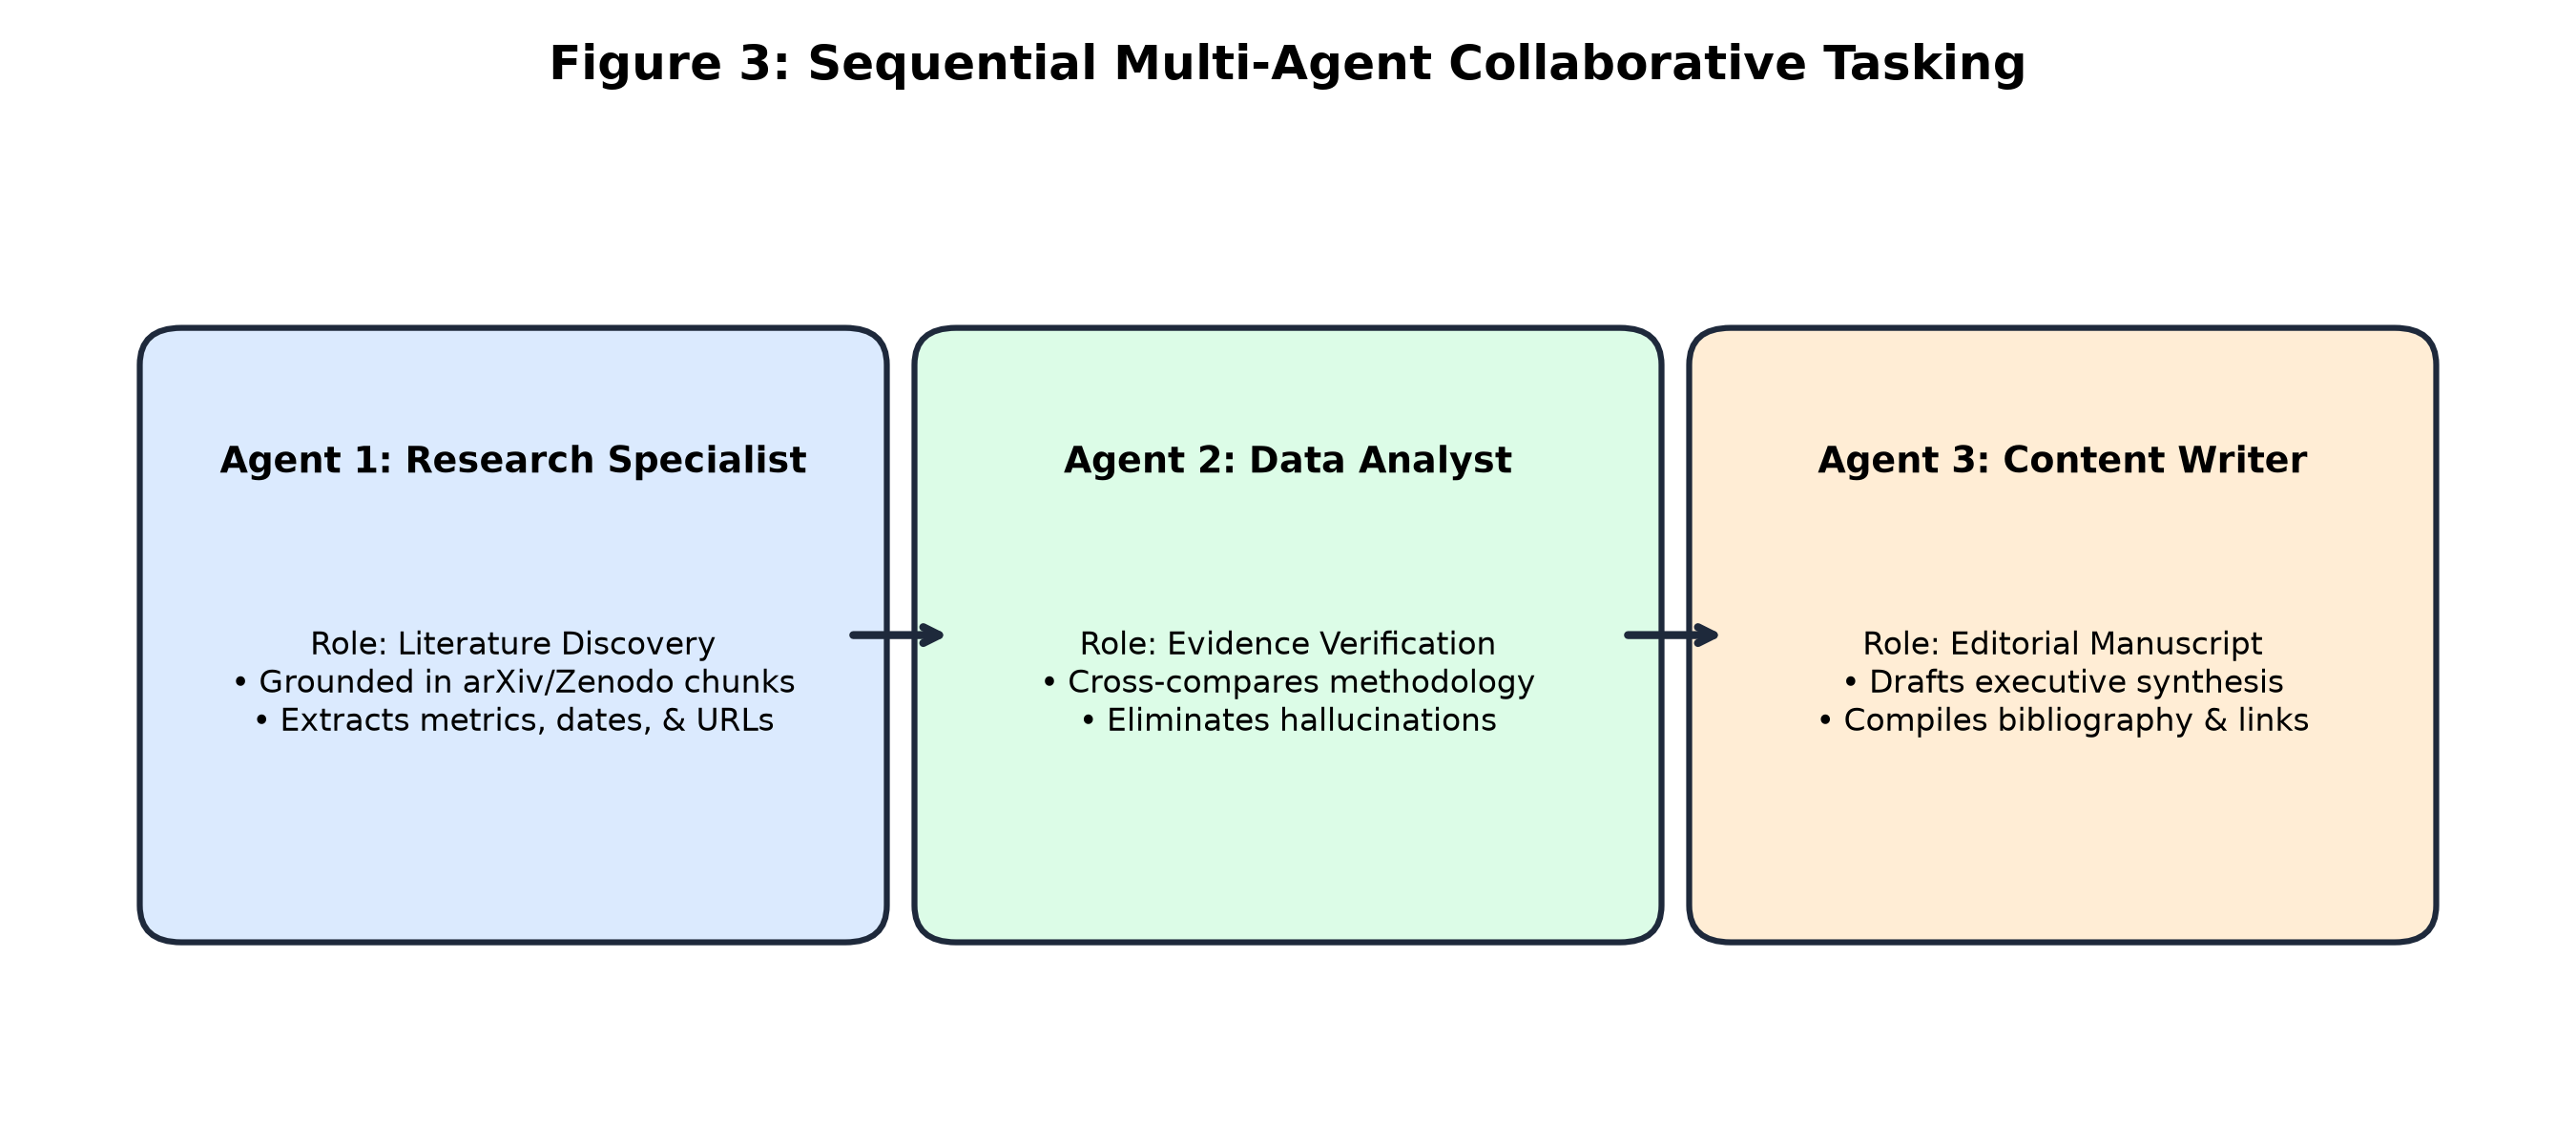 Figure 3: Sequential Multi-Agent Collaborative Tasking
Agent 1: Research Specialist
Role: Literature Discovery
• Grounded in arXiv/Zenodo chunks
• Extracts metrics, dates, & URLs
Agent 2: Data Analyst
Role: Evidence Verification
• Cross-compares methodology
• Eliminates hallucinations
Agent 3: Content Writer
Role: Editorial Manuscript
• Drafts executive synthesis
• Compiles bibliography & links